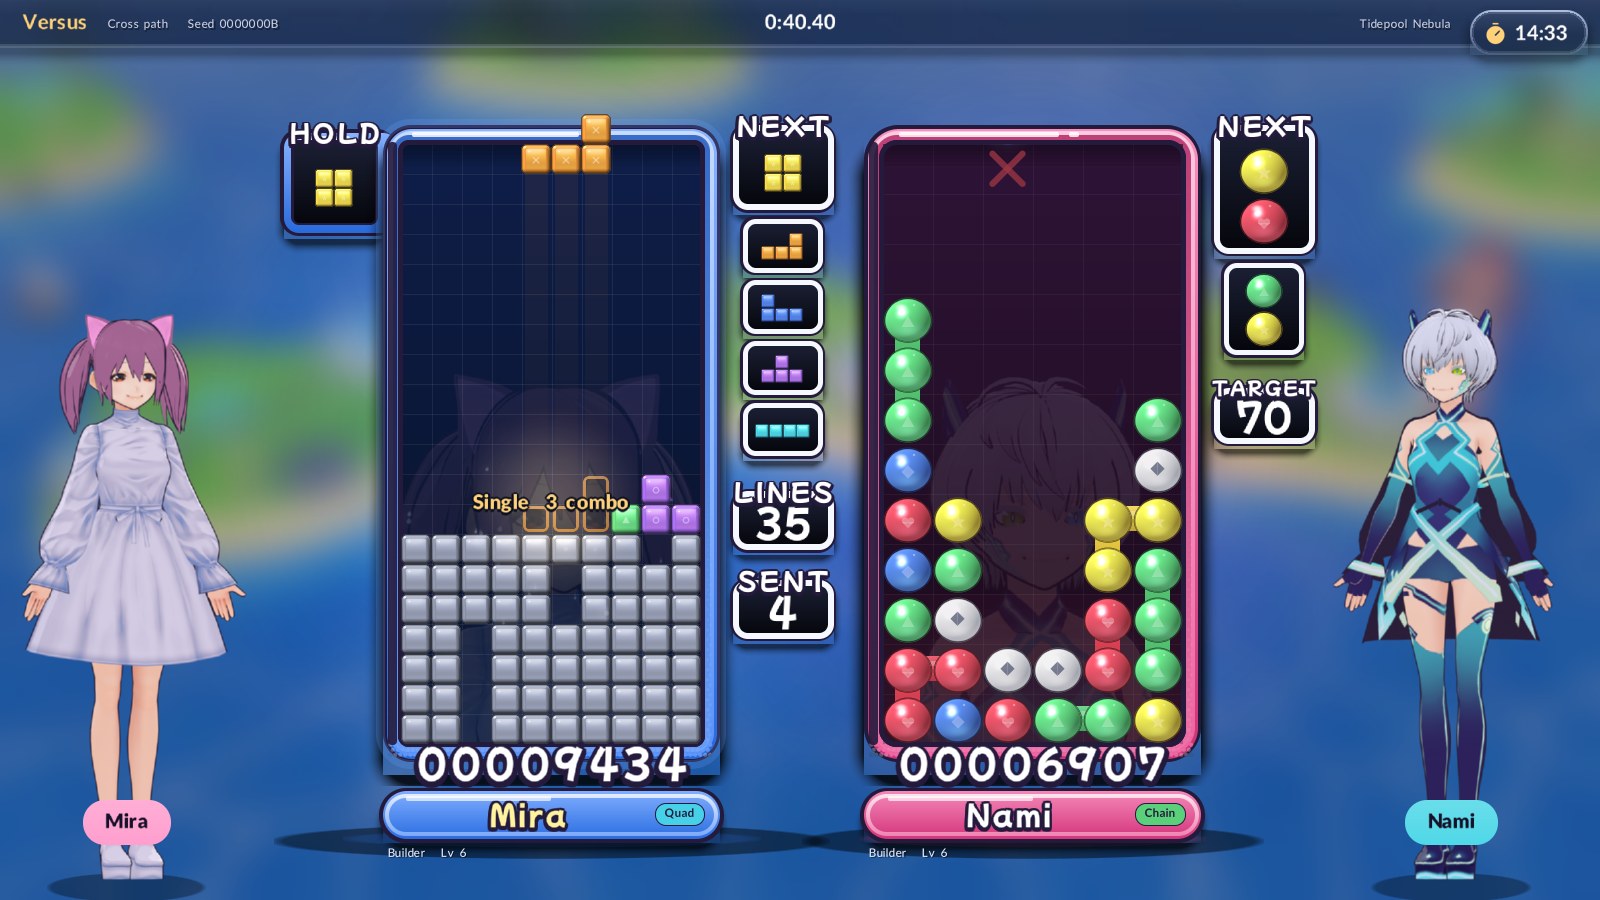 Versus Cross path Seed 0000000B
0:40.40
Tidepool Nebula
14:33
HOLD
NEXT
NEXT
TARGET
70
Single 3 combo
LINES
35
SENT
4
00009434
00006907
Mira
Quad
Nami
Chain
Mira
Nami
Builder Lv 6
Builder Lv 6